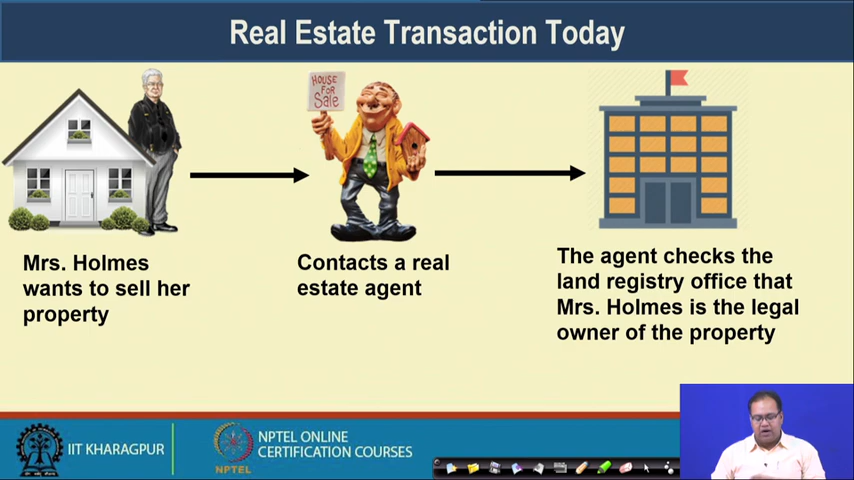 Real Estate Transaction Today
HOUSE
FOR
Sale
Mrs. Holmes
wants to sell her
property
Contacts a real
estate agent
The agent checks the
land registry office that
Mrs. Holmes is the legal
owner of the property
IIT KHARAGPUR
NPTEL
NPTEL ONLINE
CERTIFICATION COURSES